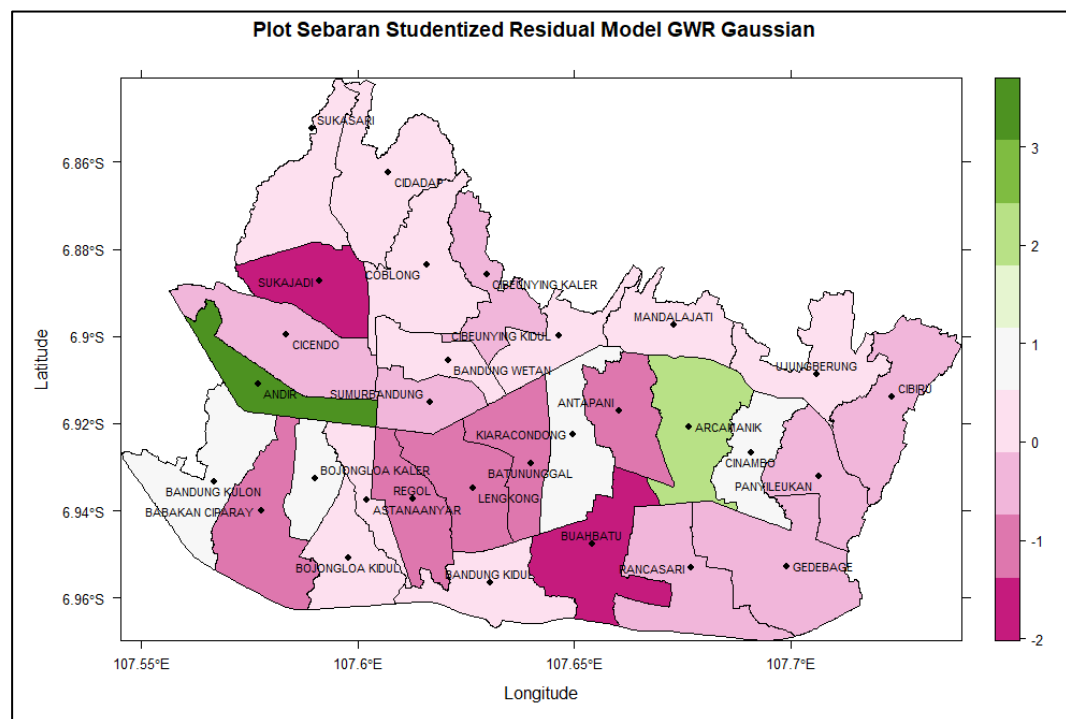 Plot Sebaran Studentized Residual Model GWR Gaussian
SUKASARI
6.86°S
CIDADAP
3
6.88°S
COBLONG
SUKAJADI
CIBEUNYING KALER
2
6.9°S
MANDALAJATI
CICENDO
CIBEUNYING KIDUL
1
BANDUNG WETAN
UJUNGBERUNG
Latitude
ANDIR
SUMURBANDUNG
ANTAPANI
CIBIRU
6.92°S
ARCAMANIK
KIARACONDONG
CINAMBO
0
BOJONGLOA KALER
BATUNUNGGAL
PANYILEUKAN
BANDUNG KULON
REGOL
LENGKONG
6.94°S
BABAKAN CIPARAY
ASTANAANYAR
BUAHBATU
-1
BOJONGLOA KIDUL
BANDUNG KIDUL
RANCASARI
GEDEBAGE
6.96°S
-2
107.55°E
107.6°E
107.65°E
107.7°E
Longitude